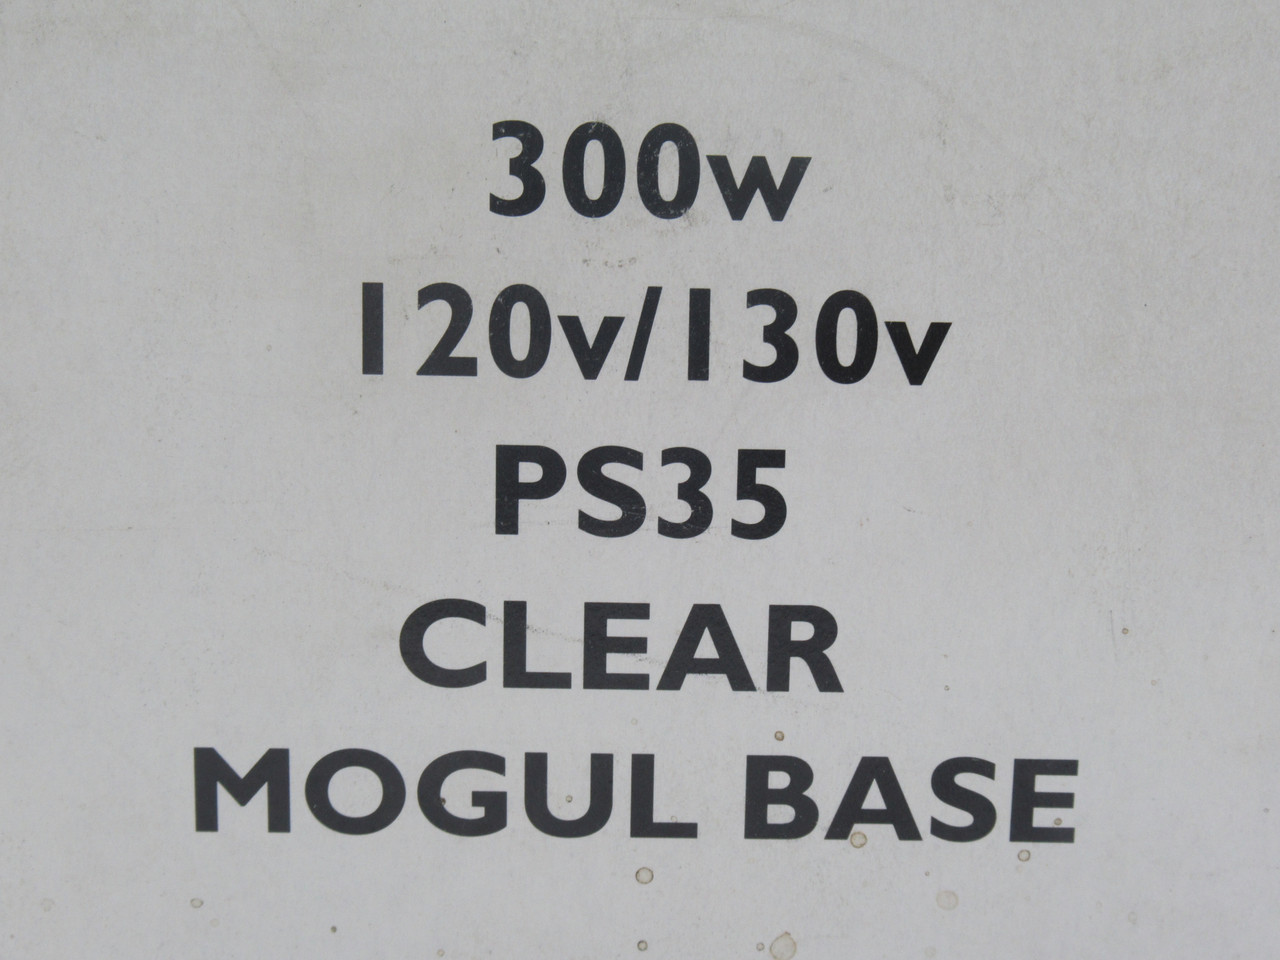 300w
120v/130v
PS35
CLEAR
MOGUL BASE